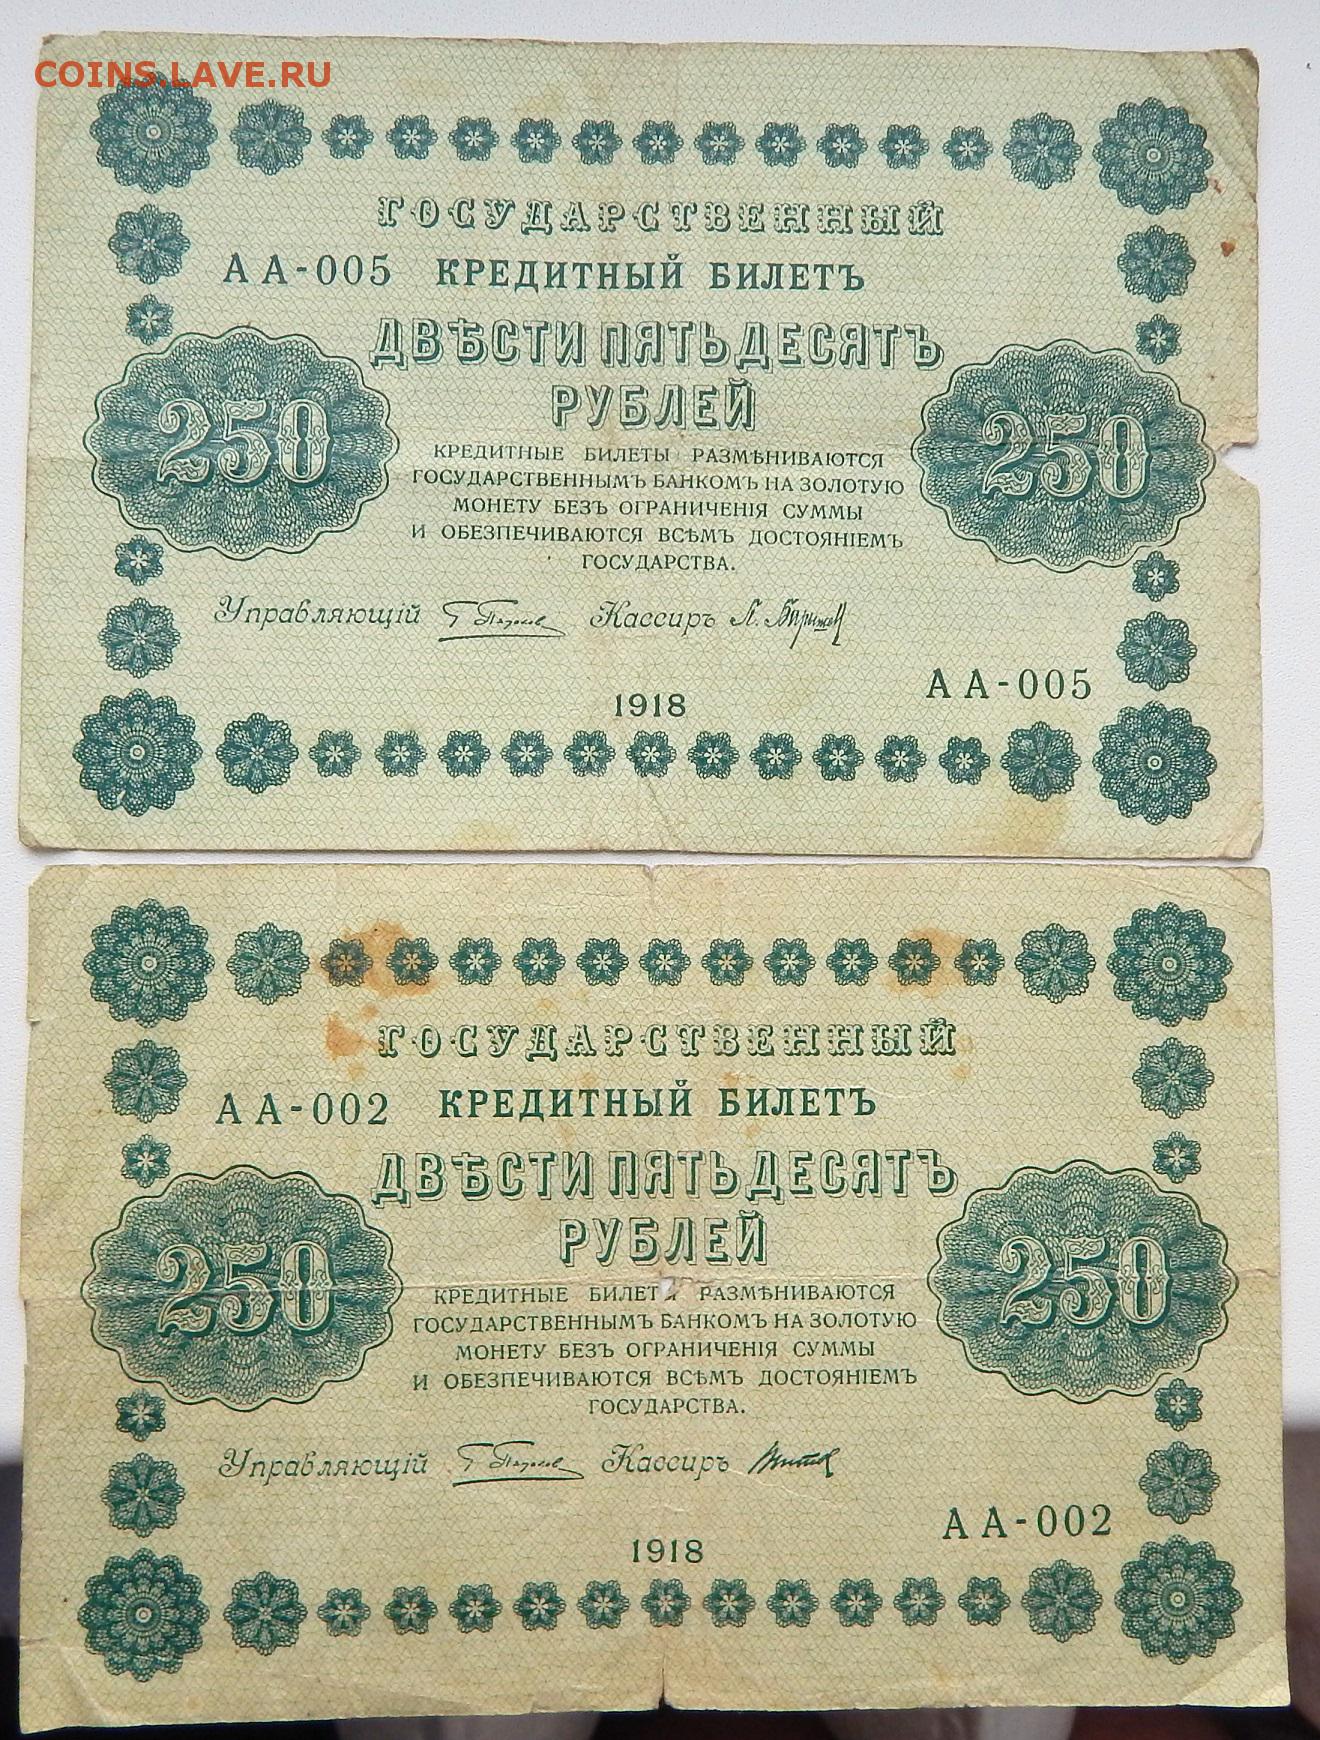 COINS.LAVE.RU
ГОСУДАРСТВЕННЫЙ
АА-005 КРЕДИТНЫЙ БИЛЕТЪ
ДВѢСТИ ПЯТЬДЕСЯТЪ
РУБЛЕЙ
250 250
КРЕДИТНЫЕ БИЛЕТЫ РАЗМѢНИВАЮТСЯ
ГОСУДАРСТВЕННЫМЪ БАНКОМЪ НА ЗОЛОТУЮ
МОНЕТУ БЕЗЪ ОГРАНИЧЕНІЯ СУММЫ
И ОБЕЗПЕЧИВАЮТСЯ ВСѢМЪ ДОСТОЯНІЕМЪ
ГОСУДАРСТВА.
Управляющій Кассиръ
АА-005
1918
ГОСУДАРСТВЕННЫЙ
АА-002 КРЕДИТНЫЙ БИЛЕТЪ
ДВѢСТИ ПЯТЬДЕСЯТЪ
РУБЛЕЙ
250 250
КРЕДИТНЫЕ РАЗМѢНИВАЮТСЯ
ГОСУДАРСТВЕННЫМЪ БАНКОМЪ НА ЗОЛОТУЮ
МОНЕТУ БЕЗЪ ОГРАНИЧЕНІЯ СУММЫ
И ОБЕЗПЕЧИВАЮТСЯ ВСѢМЪ ДОСТОЯНІЕМЪ
ГОСУДАРСТВА.
Управляющій Кассиръ
АА-002
1918